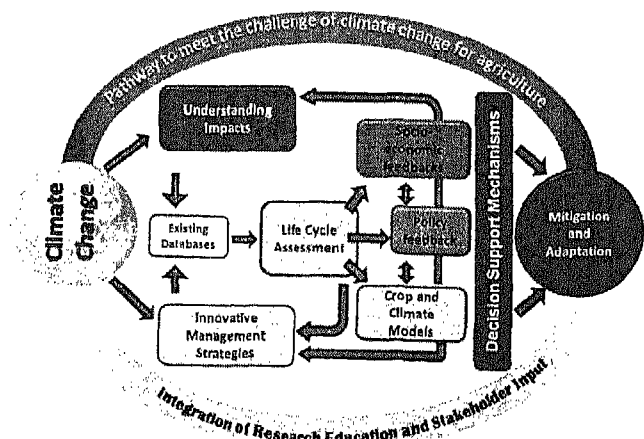 Pathway to meet the challenge of climate change for agriculture
Understanding
Impacts
Socio-
economic
feedbacks
Climate
Change
Existing
Databases
Life Cycle
Assessment
Policy
feedback
Decision Support Mechanisms
Mitigation
and
Adaptation
Innovative
Management
Strategies
Crop and
Climate
Models
Integration of Research Education and Stakeholder Input